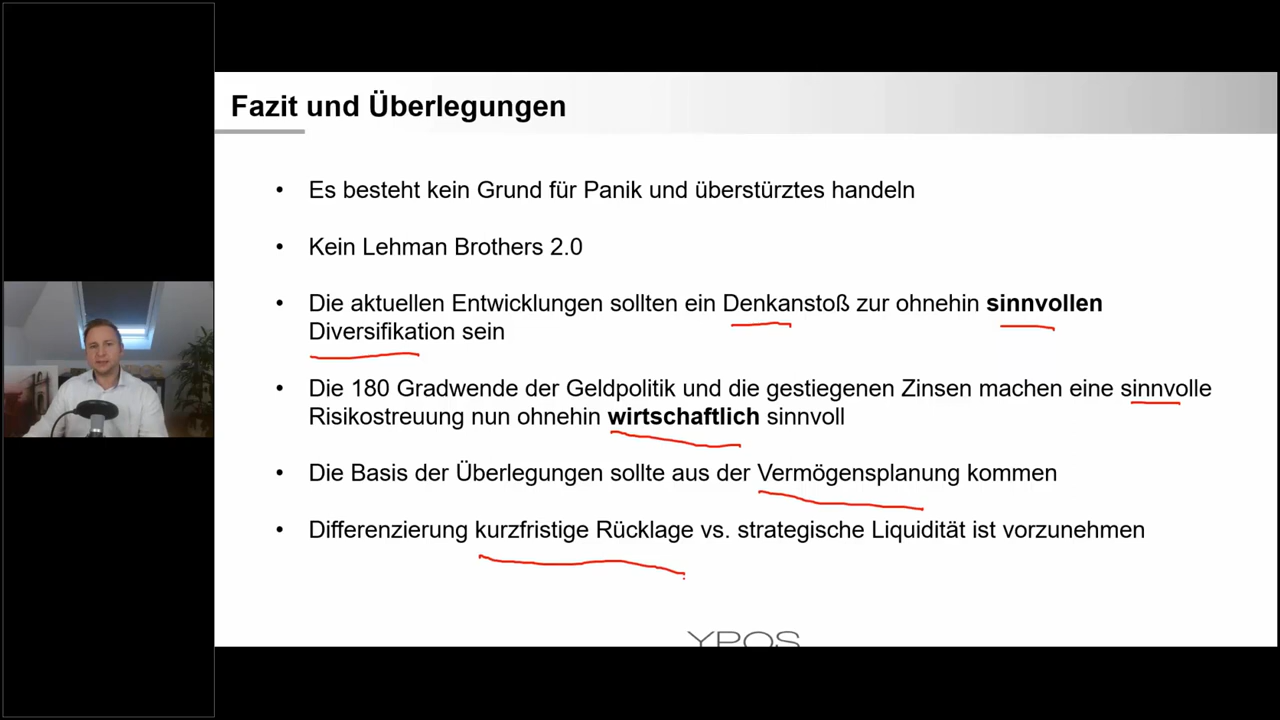 Fazit und Überlegungen
• Es besteht kein Grund für Panik und überstürztes handeln
• Kein Lehman Brothers 2.0
• Die aktuellen Entwicklungen sollten ein Denkanstoß zur ohnehin sinnvollen
Diversifikation sein
• Die 180 Gradwende der Geldpolitik und die gestiegenen Zinsen machen eine sinnvolle
Risikostreuung nun ohnehin wirtschaftlich sinnvoll
• Die Basis der Überlegungen sollte aus der Vermögensplanung kommen
• Differenzierung kurzfristige Rücklage vs. strategische Liquidität ist vorzunehmen
YPOS